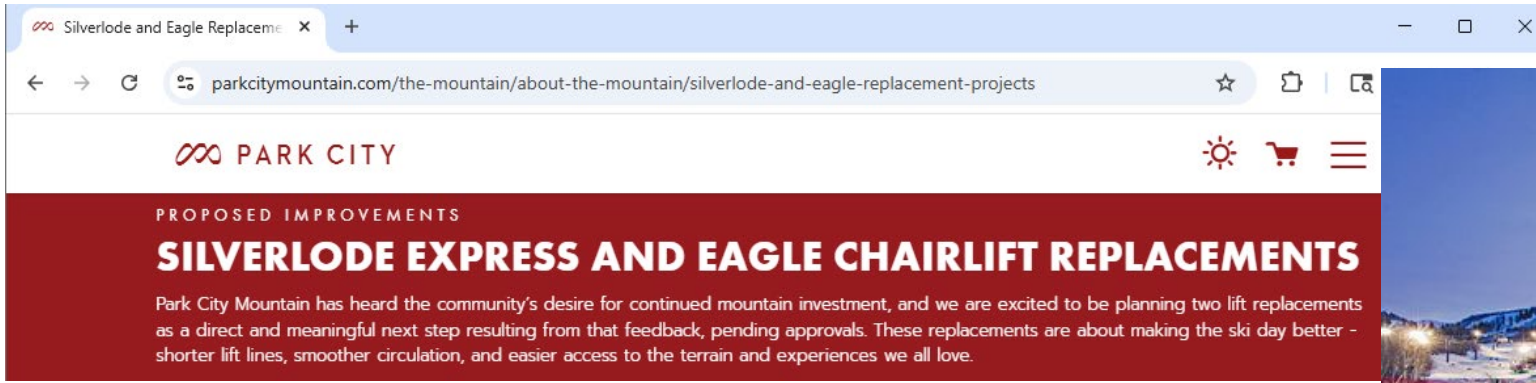 Silverlode and Eagle Replaceme
parkcitymountain.com/the-mountain/about-the-mountain/silverlode-and-eagle-replacement-projects
PARK CITY
PROPOSED IMPROVEMENTS
SILVERLODE EXPRESS AND EAGLE CHAIRLIFT REPLACEMENTS
Park City Mountain has heard the community’s desire for continued mountain investment, and we are excited to be planning two lift replacements
as a direct and meaningful next step resulting from that feedback, pending approvals. These replacements are about making the ski day better -
shorter lift lines, smoother circulation, and easier access to the terrain and experiences we all love.